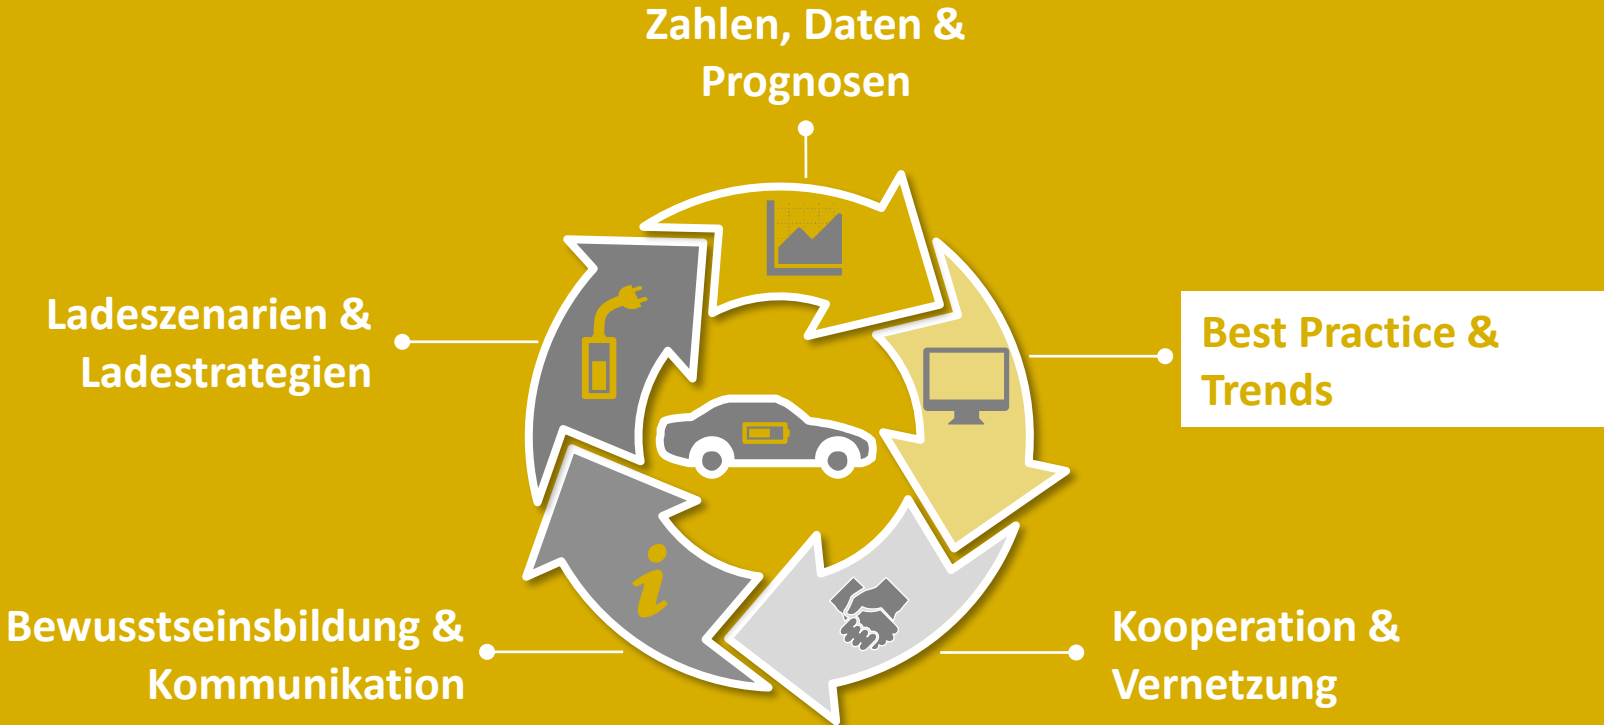 Zahlen, Daten &
Prognosen
Ladeszenarien &
Ladestrategien
Best Practice &
Trends
Bewusstseinsbildung &
Kommunikation
Kooperation &
Vernetzung